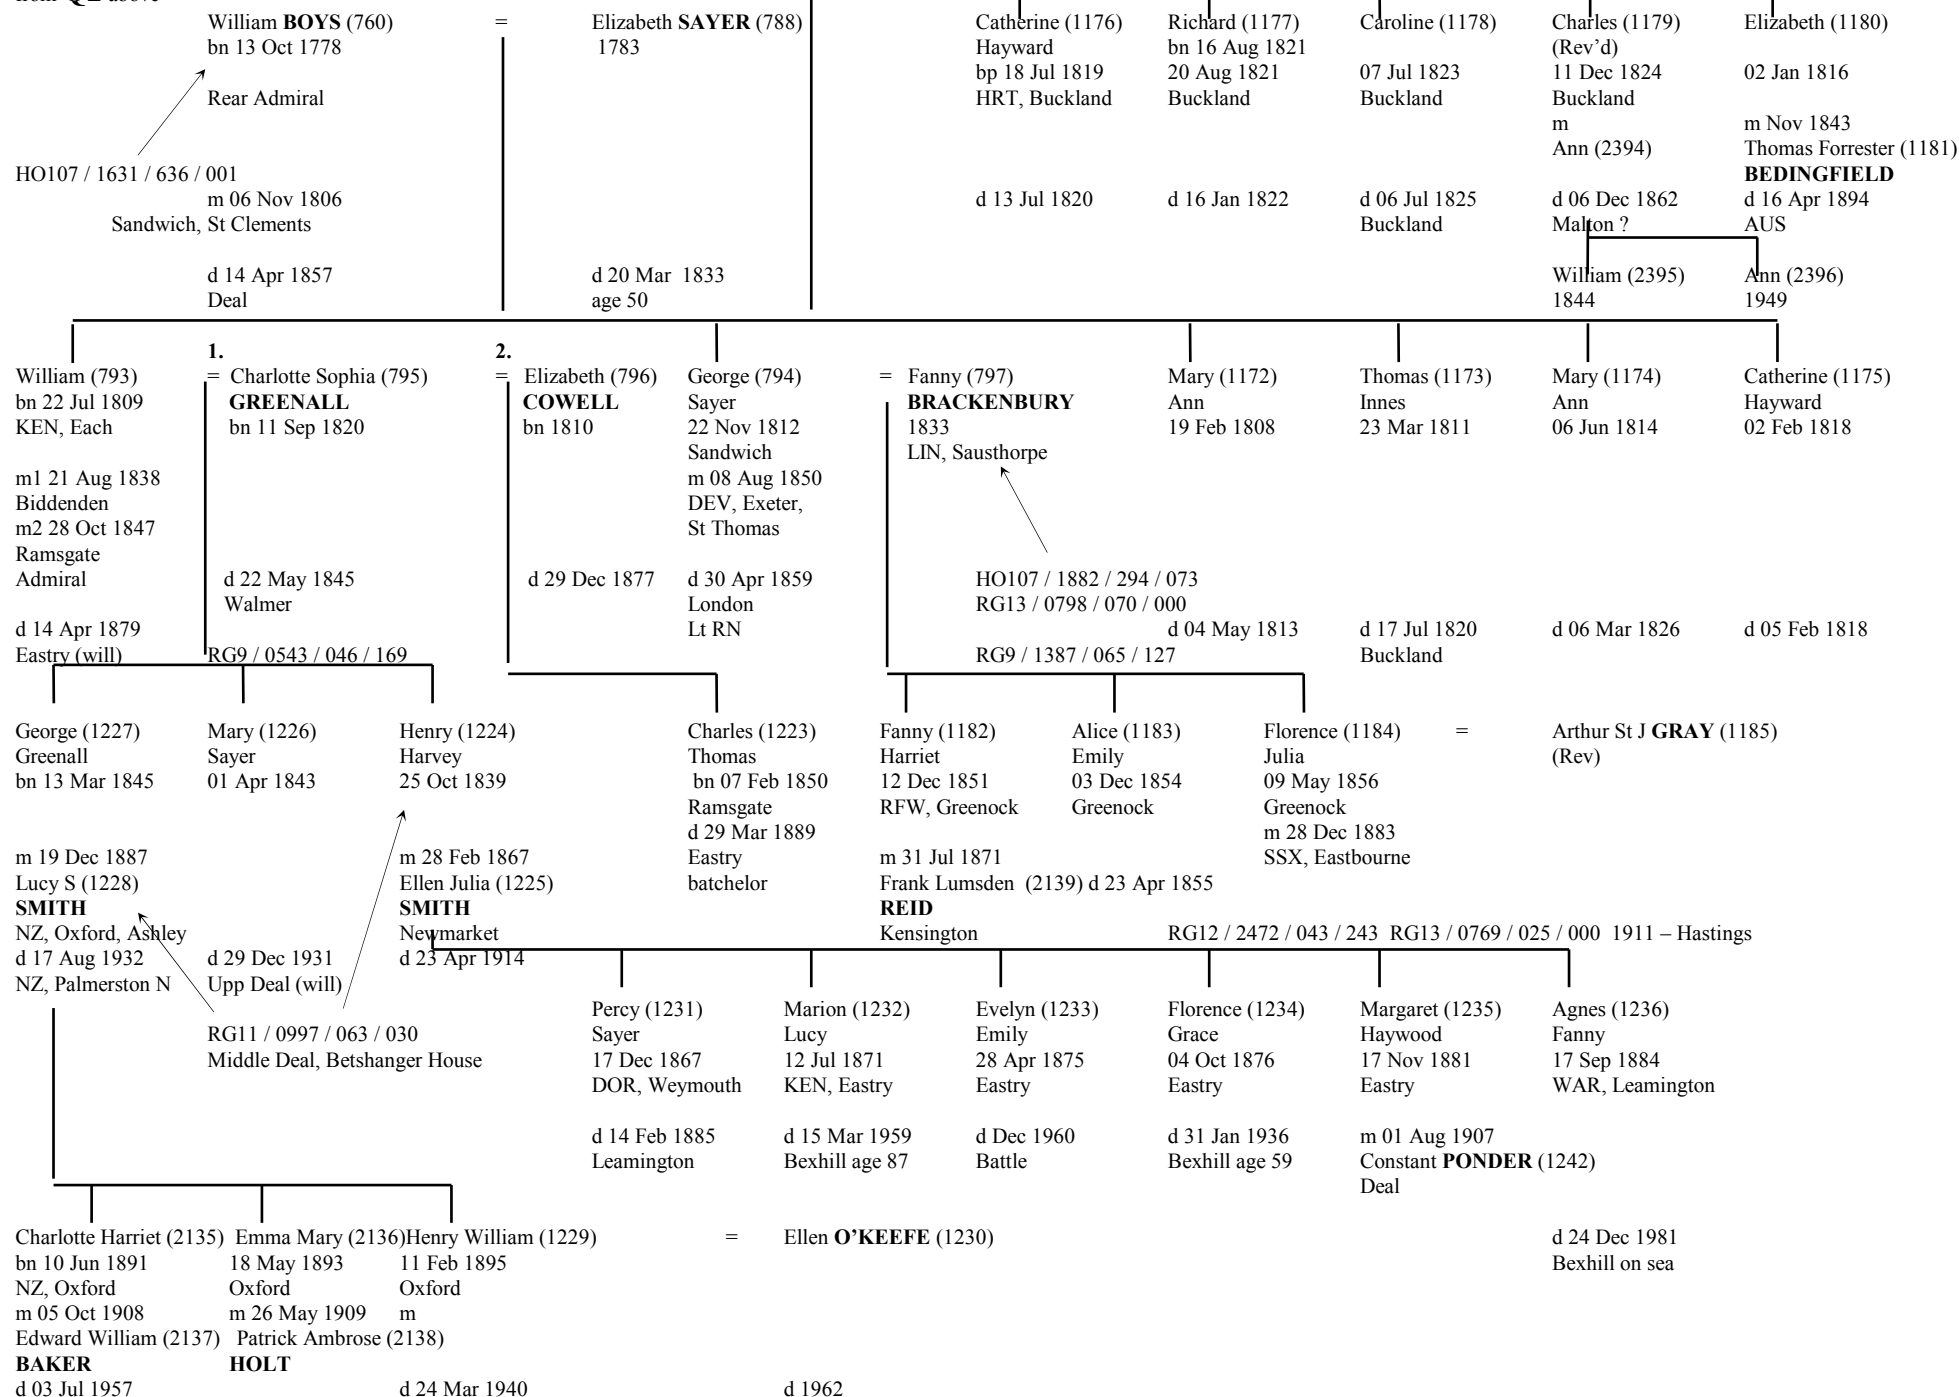 William BOYS (760) = Elizabeth SAYER (788) Catherine (1176) Richard (1177) Caroline (1178) Charles (1179) Elizabeth (1180)
bn 13 Oct 1778 1783 Hayward bn 16 Aug 1821 (Rev’d)
bp 18 Jul 1819 20 Aug 1821 07 Jul 1823 11 Dec 1824 02 Jan 1816
Rear Admiral HRT, Buckland Buckland Buckland Buckland
m m Nov 1843
Ann (2394) Thomas Forrester (1181)
HO107 / 1631 / 636 / 001 BEDINGFIELD
m 06 Nov 1806 d 13 Jul 1820 d 16 Jan 1822 d 06 Jul 1825 d 06 Dec 1862 d 16 Apr 1894
Sandwich, St Clements Buckland Malton ? AUS
d 14 Apr 1857 d 20 Mar 1833 William (2395) Ann (2396)
Deal age 50 1844 1949
1. 2.
William (793) = Charlotte Sophia (795) = Elizabeth (796) George (794) = Fanny (797) Mary (1172) Thomas (1173) Mary (1174) Catherine (1175)
bn 22 Jul 1809 GREENALL COWELL Sayer BRACKENBURY Ann Innes Ann Hayward
KEN, Each bn 11 Sep 1820 bn 1810 22 Nov 1812 1833 19 Feb 1808 23 Mar 1811 06 Jun 1814 02 Feb 1818
Sandwich LIN, Sausthorpe
m1 21 Aug 1838 m 08 Aug 1850
Biddenden DEV, Exeter,
m2 28 Oct 1847 St Thomas
Ramsgate
Admiral d 22 May 1845 d 29 Dec 1877 d 30 Apr 1859 HO107 / 1882 / 294 / 073
Walmer London RG13 / 0798 / 070 / 000
d 14 Apr 1879 Lt RN d 04 May 1813 d 17 Jul 1820 d 06 Mar 1826 d 05 Feb 1818
Eastry (will) RG9 / 0543 / 046 / 169 RG9 / 1387 / 065 / 127 Buckland
George (1227) Mary (1226) Henry (1224) Charles (1223) Fanny (1182) Alice (1183) Florence (1184) = Arthur St J GRAY (1185)
Greenall Sayer Harvey Thomas Harriet Emily Julia (Rev)
bn 13 Mar 1845 01 Apr 1843 25 Oct 1839 bn 07 Feb 1850 12 Dec 1851 03 Dec 1854 09 May 1856
Ramsgate RFW, Greenock Greenock Greenock
d 29 Mar 1889 m 28 Dec 1883
m 19 Dec 1887 m 28 Feb 1867 Eastry m 31 Jul 1871 SSX, Eastbourne
Lucy S (1228) Ellen Julia (1225) batchelor Frank Lumsden (2139) d 23 Apr 1855
SMITH SMITH REID
NZ, Oxford, Ashley Newmarket Kensington RG12 / 2472 / 043 / 243 RG13 / 0769 / 025 / 000 1911 – Hastings
d 17 Aug 1932 d 29 Dec 1931 d 23 Apr 1914
NZ, Palmerston N Upp Deal (will)
Percy (1231) Marion (1232) Evelyn (1233) Florence (1234) Margaret (1235) Agnes (1236)
RG11 / 0997 / 063 / 030 Sayer Lucy Emily Grace Haywood Fanny
Middle Deal, Betshanger House 17 Dec 1867 12 Jul 1871 28 Apr 1875 04 Oct 1876 17 Nov 1881 17 Sep 1884
DOR, Weymouth KEN, Eastry Eastry Eastry Eastry WAR, Leamington
d 14 Feb 1885 d 15 Mar 1959 d Dec 1960 d 31 Jan 1936 m 01 Aug 1907
Leamington Bexhill age 87 Battle Bexhill age 59 Constant PONDER (1242)
Deal
Charlotte Harriet (2135) Emma Mary (2136) Henry William (1229) = Ellen O’KEEFE (1230) d 24 Dec 1981
bn 10 Jun 1891 18 May 1893 11 Feb 1895 Bexhill on sea
NZ, Oxford Oxford Oxford
m 05 Oct 1908 m 26 May 1909 m
Edward William (2137) Patrick Ambrose (2138)
BAKER HOLT
d 03 Jul 1957 d 24 Mar 1940 d 1962